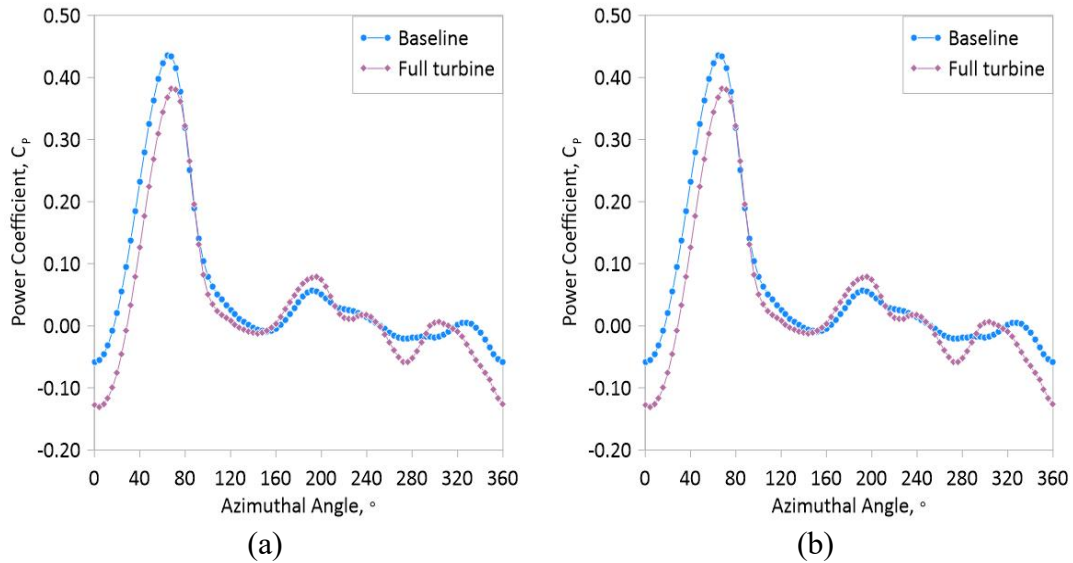 0.50
0.40
0.30
0.20
0.10
0.00
-0.10
-0.20
Power Coefficient, CP
Baseline
Full turbine
0 40 80 120 160 200 240 280 320 360
Azimuthal Angle, °
(a)
0.50
0.40
0.30
0.20
0.10
0.00
-0.10
-0.20
Power Coefficient, CP
Baseline
Full turbine
0 40 80 120 160 200 240 280 320 360
Azimuthal Angle, °
(b)